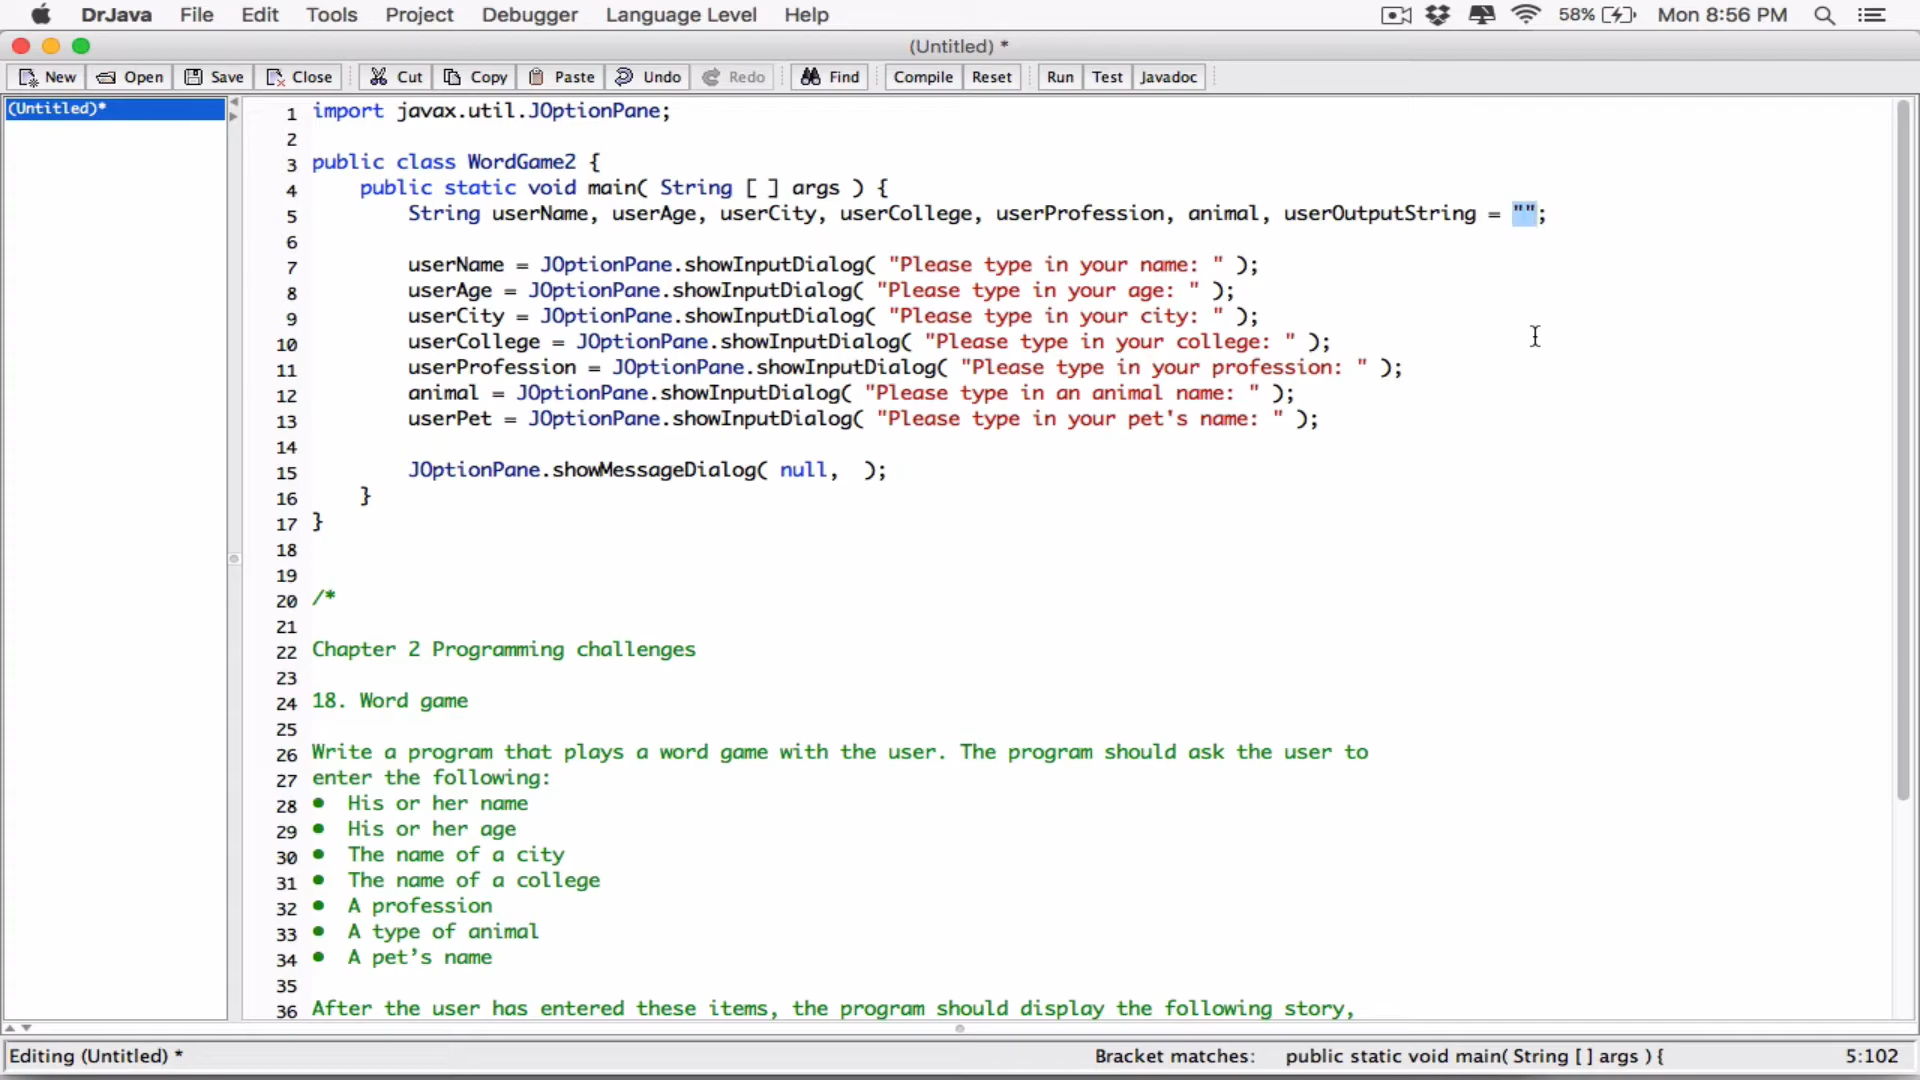 DrJava File Edit Tools Project Debugger Language Level Help 58% Mon 8:56 PM
(Untitled) *
New Open Save Close Cut Copy Paste Undo Redo Find Compile Reset Run Test Javadoc
(Untitled)*
1 import javax.util.JOptionPane;
2
3 public class WordGame2 {
4 public static void main( String [ ] args ) {
5 String userName, userAge, userCity, userCollege, userProfession, animal, userOutputString = "";
6
7 userName = JOptionPane.showInputDialog( "Please type in your name: " );
8 userAge = JOptionPane.showInputDialog( "Please type in your age: " );
9 userCity = JOptionPane.showInputDialog( "Please type in your city: " );
10 userCollege = JOptionPane.showInputDialog( "Please type in your college: " );
11 userProfession = JOptionPane.showInputDialog( "Please type in your profession: " );
12 animal = JOptionPane.showInputDialog( "Please type in an animal name: " );
13 userPet = JOptionPane.showInputDialog( "Please type in your pet's name: " );
14
15 JOptionPane.showMessageDialog( null,  );
16 }
17 }
18
19
20 /*
21
22 Chapter 2 Programming challenges
23
24 18. Word game
25
26 Write a program that plays a word game with the user. The program should ask the user to
27 enter the following:
28 • His or her name
29 • His or her age
30 • The name of a city
31 • The name of a college
32 • A profession
33 • A type of animal
34 • A pet’s name
35
36 After the user has entered these items, the program should display the following story,
Editing (Untitled) * Bracket matches: public static void main( String [ ] args ) { 5:102